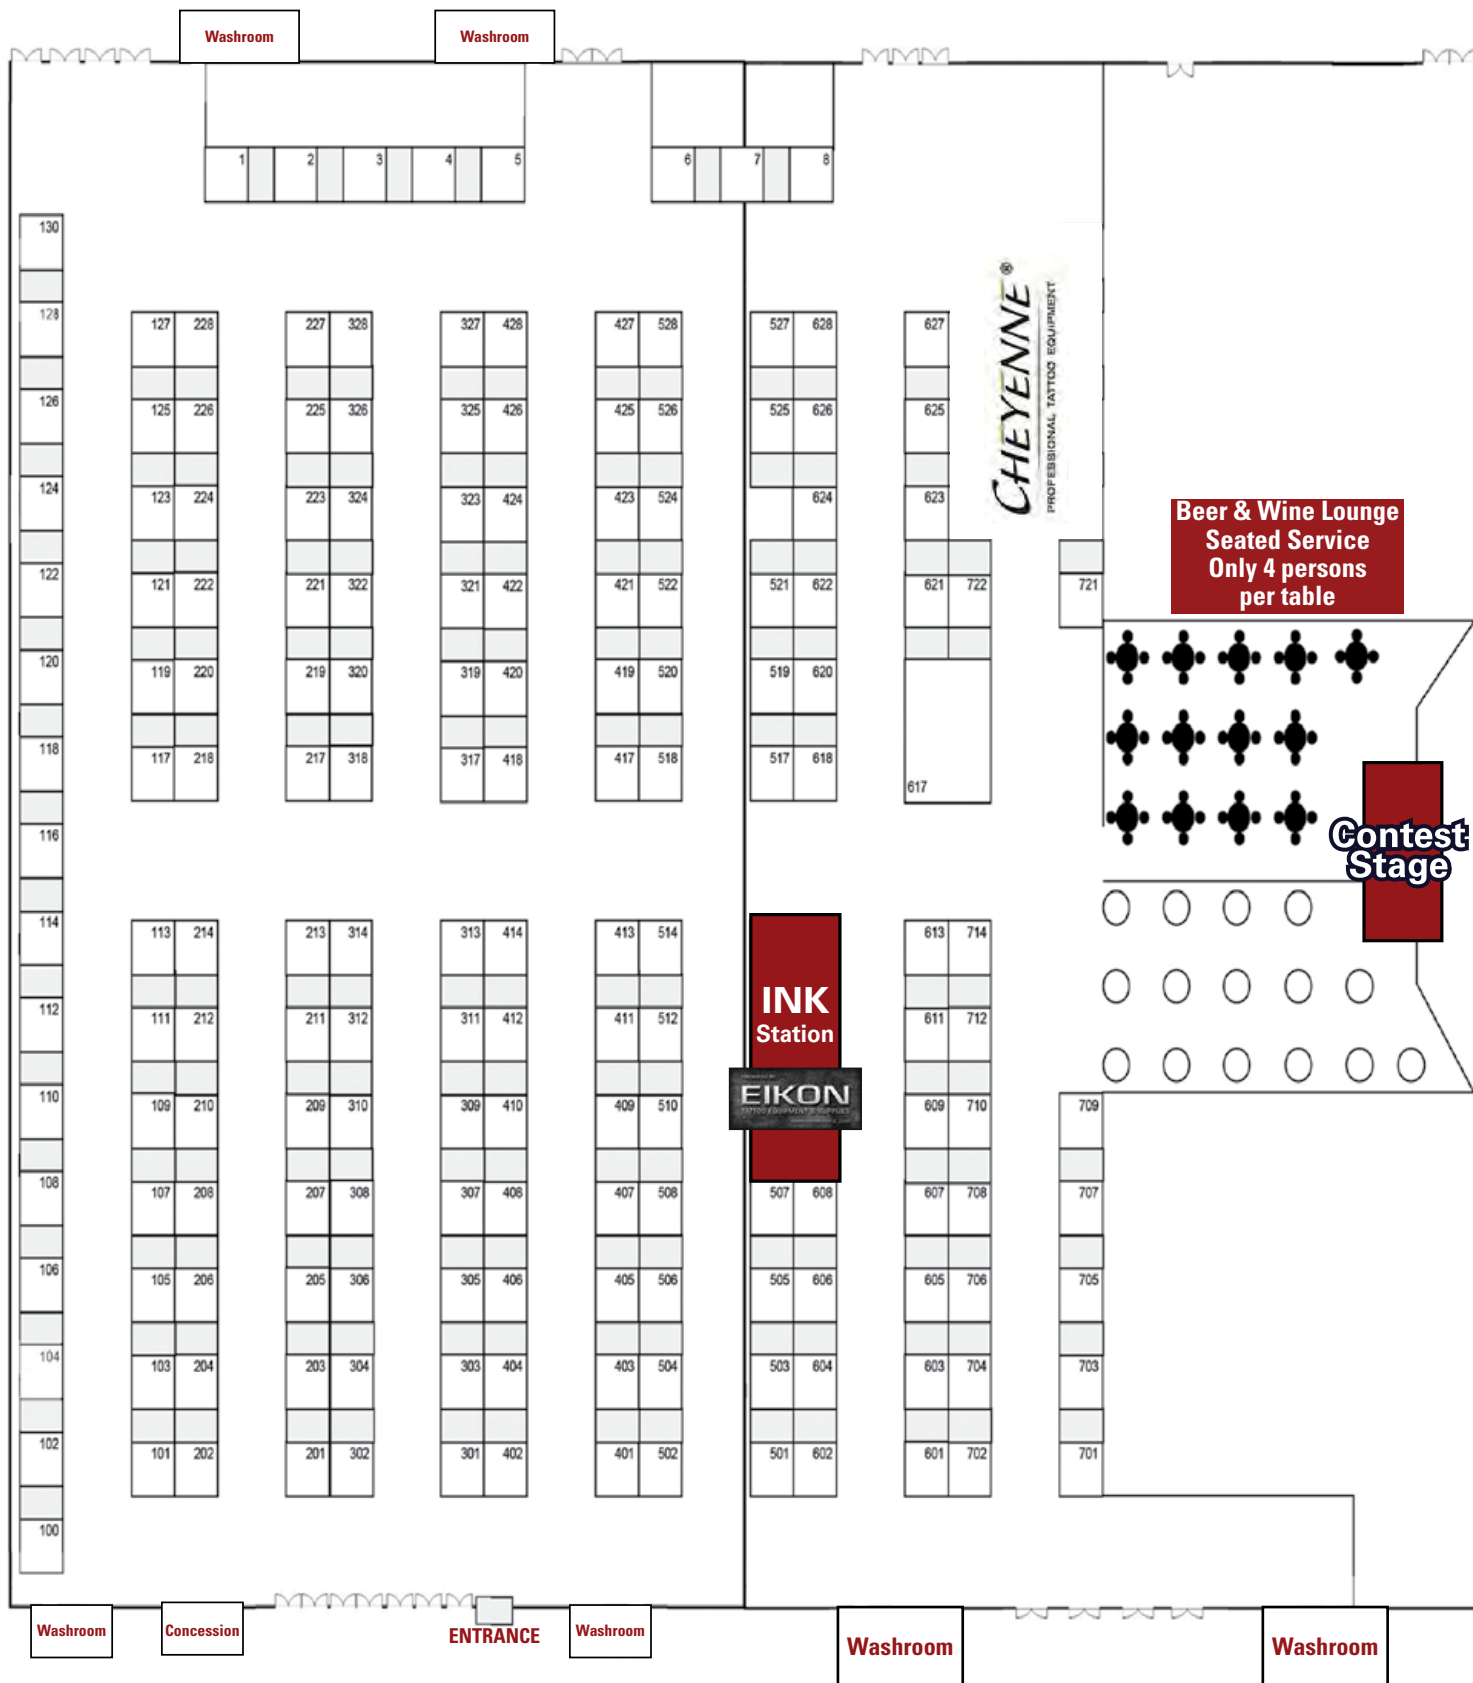 Washroom Washroom
1 2 3 4 5 6 7 8
130
128
127 228 227 328 327 428 427 528 527 628 627
CHEYENNE®
PROFESSIONAL TATTOO EQUIPMENT
126
125 226 225 326 325 426 425 526 525 626 625
124
123 224 223 324 323 424 423 524 624 623
Beer & Wine Lounge
Seated Service
Only 4 persons
per table
122
121 222 221 322 321 422 421 522 521 622 621 722 721
120
119 220 219 320 319 420 419 520 519 620
118
117 218 217 318 317 418 417 518 517 618
617
116
Contest
Stage
114
113 214 213 314 313 414 413 514 613 714
INK
Station
112
111 212 211 312 311 412 411 512 611 712
EIKON
TATTOO EQUIPMENT & SUPPLIES
110
109 210 209 310 309 410 409 510 609 710 709
108
107 208 207 308 307 408 407 508 507 608 607 708 707
106
105 206 205 306 305 406 405 506 505 606 605 706 705
104
103 204 203 304 303 404 403 504 503 604 603 704 703
102
101 202 201 302 301 402 401 502 501 602 601 702 701
100
Washroom Concession ENTRANCE Washroom Washroom Washroom